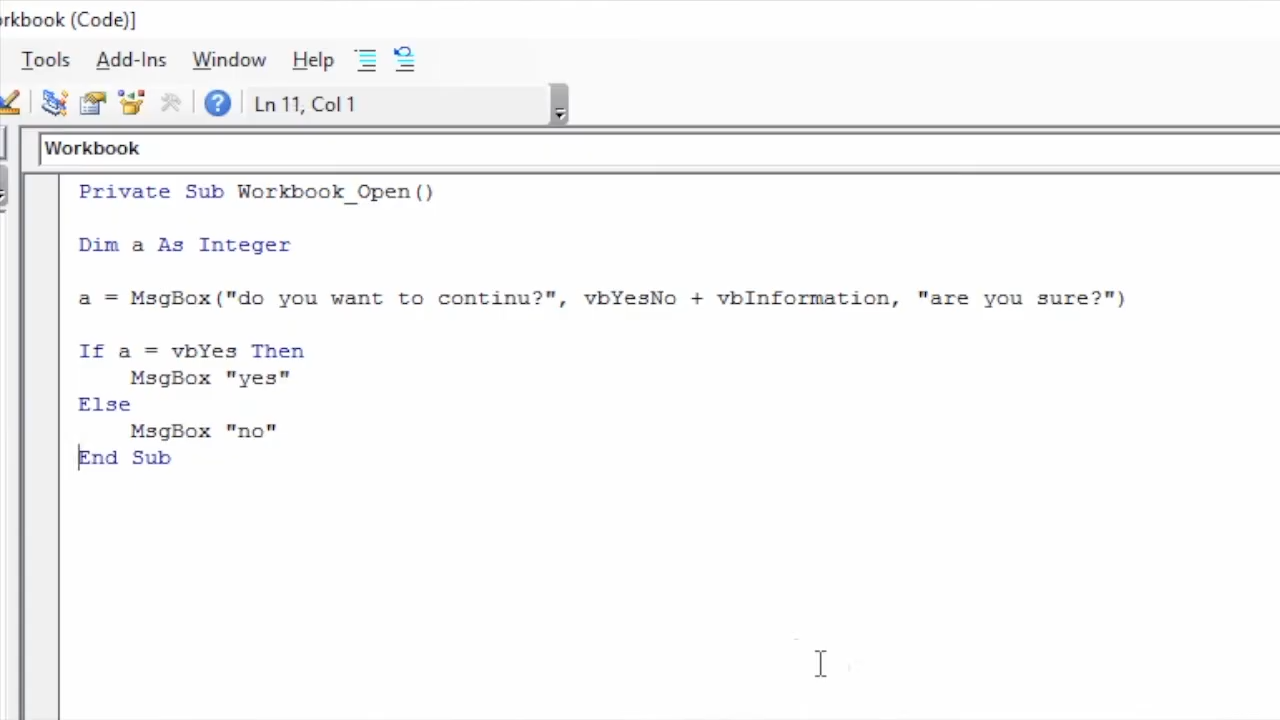 orkbook (Code)]
Tools Add-Ins Window Help
Ln 11, Col 1
Workbook
Private Sub Workbook_Open()
Dim a As Integer
a = MsgBox("do you want to continu?", vbYesNo + vbInformation, "are you sure?")
If a = vbYes Then
MsgBox "yes"
Else
MsgBox "no"
End Sub